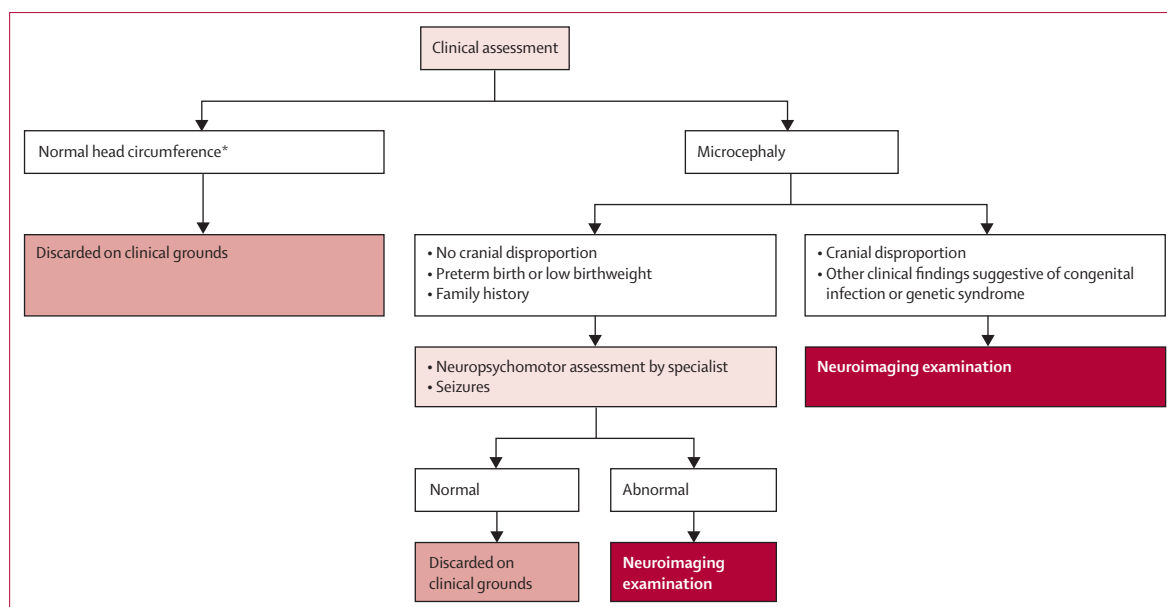 Clinical assessment
Normal head circumference*
Microcephaly
Discarded on clinical grounds
• No cranial disproportion
• Preterm birth or low birthweight
• Family history
• Cranial disproportion
• Other clinical findings suggestive of congenital
infection or genetic syndrome
• Neuropsychomotor assessment by specialist
• Seizures
Neuroimaging examination
Normal
Abnormal
Discarded on
clinical grounds
Neuroimaging
examination